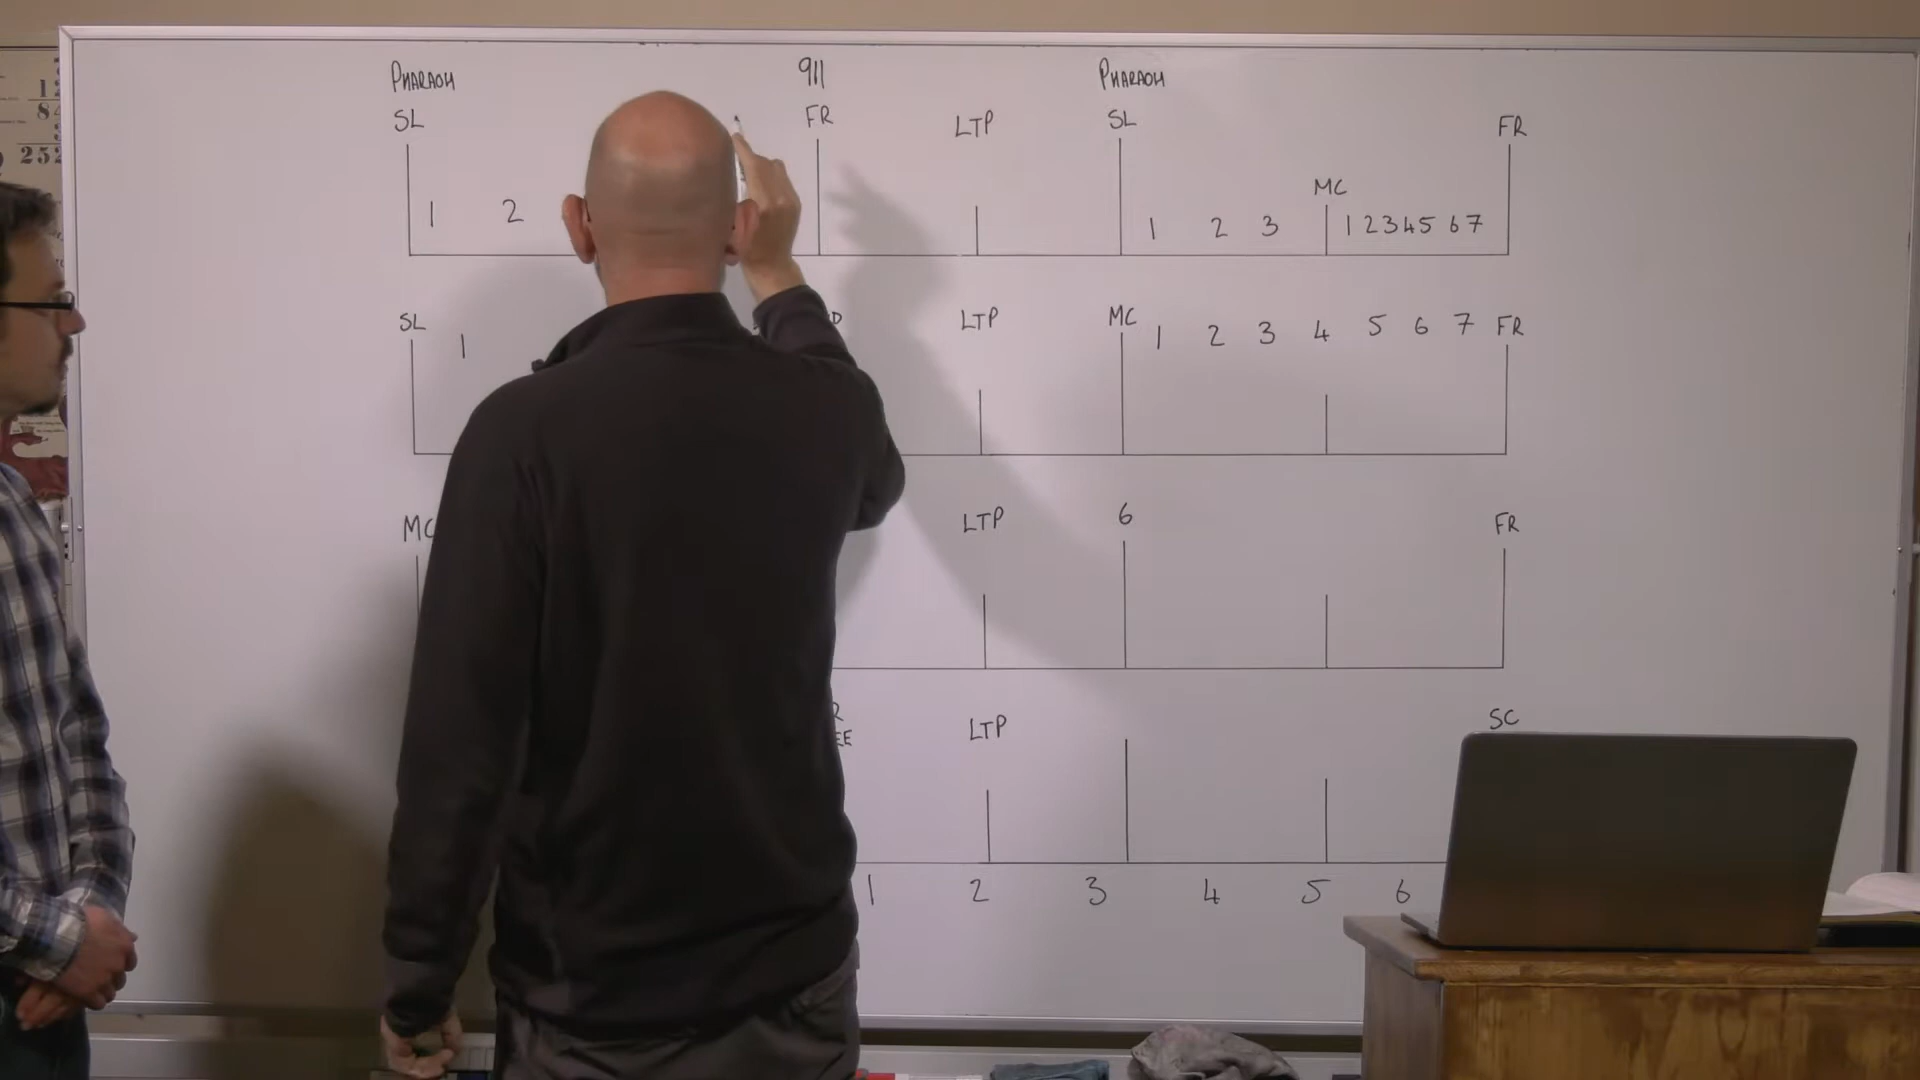 PHARAOH 911 PHARAOH
SL FR LTP SL FR
MC
1 2 1 2 3 1 2 3 4 5 6 7
SL LTP MC 1 2 3 4 5 6 7 FR
1
MC LTP 6 FR
LTP SC
1 2 3 4 5 6
252